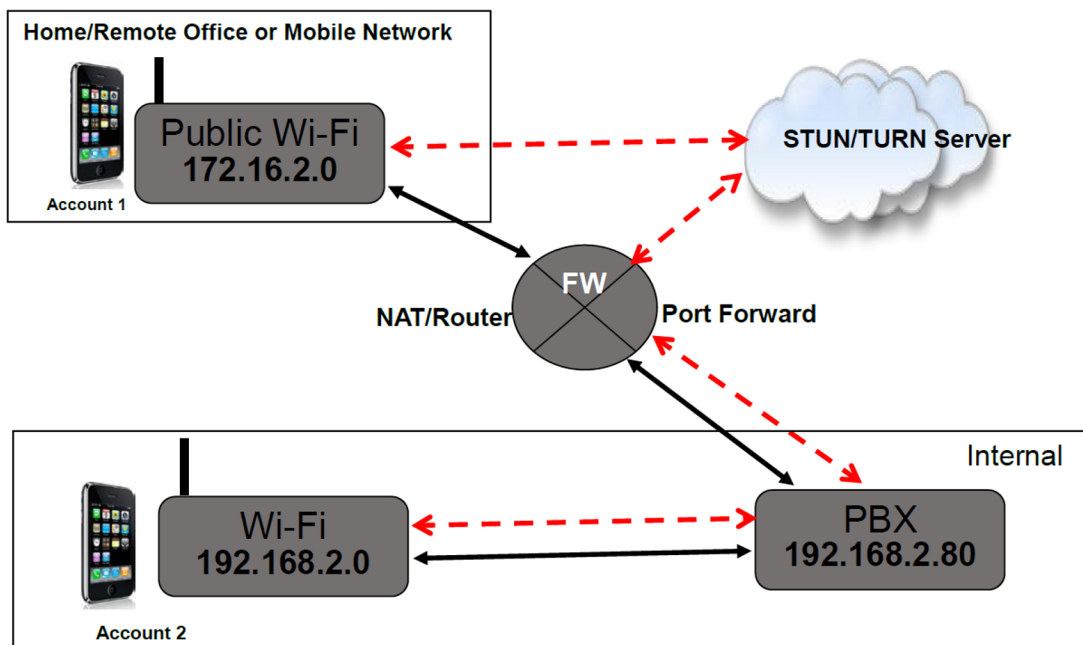 Home/Remote Office or Mobile Network
Public Wi-Fi
172.16.2.0
Account 1
STUN/TURN Server
FW
NAT/Router
Port Forward
Internal
Wi-Fi
192.168.2.0
PBX
192.168.2.80
Account 2